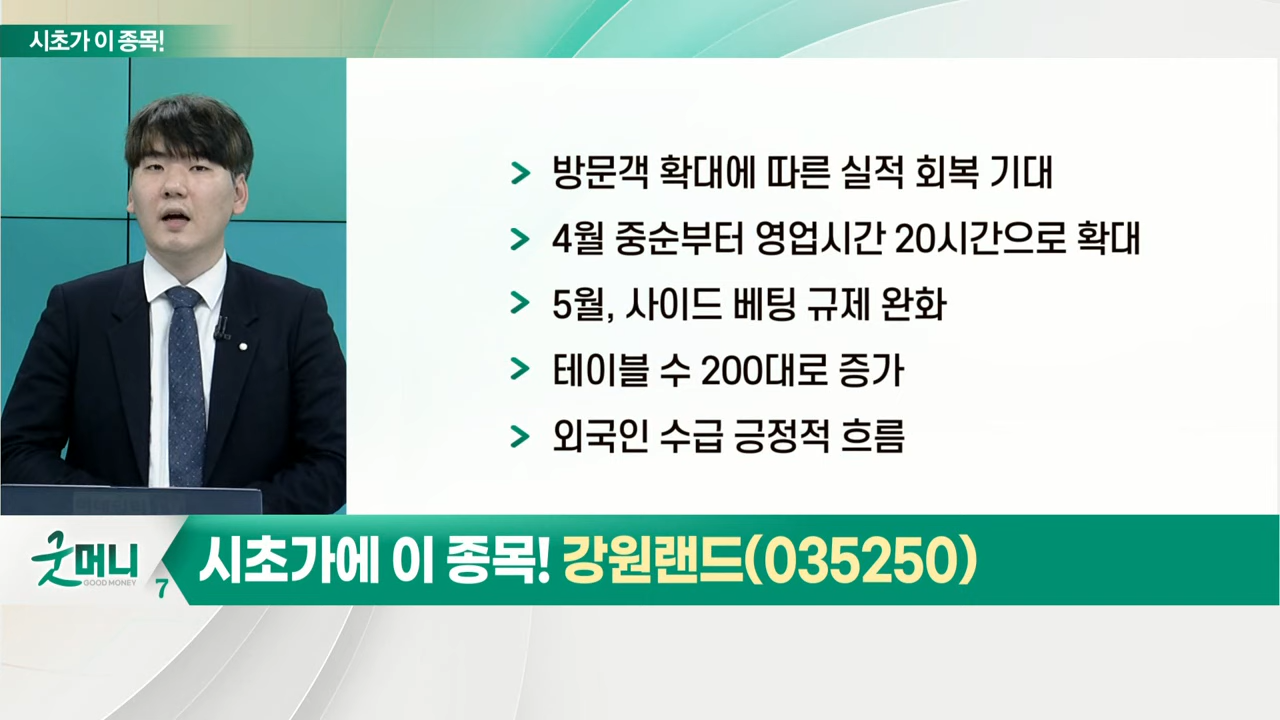 시초가 이 종목!
> 방문객 확대에 따른 실적 회복 기대
> 4월 중순부터 영업시간 20시간으로 확대
> 5월, 사이드 베팅 규제 완화
> 테이블 수 200대로 증가
> 외국인 수급 긍정적 흐름
굿머니
GOOD MONEY
7
시초가에 이 종목! 강원랜드(035250)